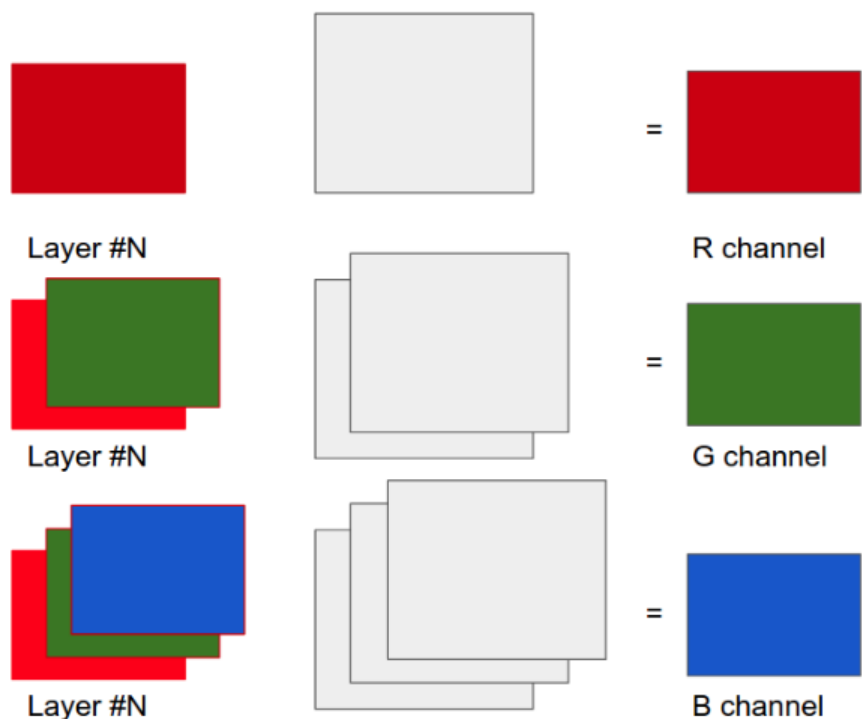 =
Layer #N
R channel
=
Layer #N
G channel
=
Layer #N
B channel